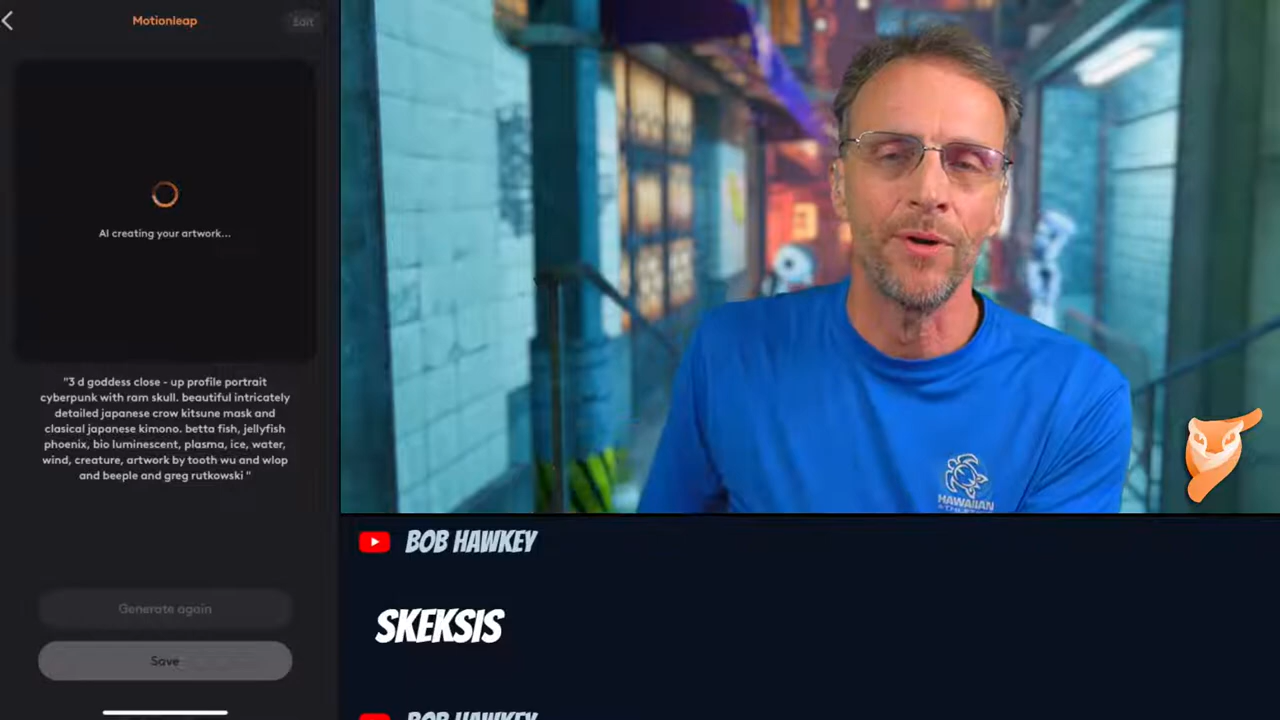 Motionleap
Edit
AI creating your artwork...
"3 d goddess close - up profile portrait
cyberpunk with ram skull. beautiful intricately
detailed japanese crow kitsune mask and
clasical japanese kimono. betta fish, jellyfish
phoenix, bio luminescent, plasma, ice, water,
wind, creature, artwork by tooth wu and wlop
and beeple and greg rutkowski "
Generate again
Save
HAWAIIAN
BOB HAWKEY
SKEKSIS
BOB HAWKEY